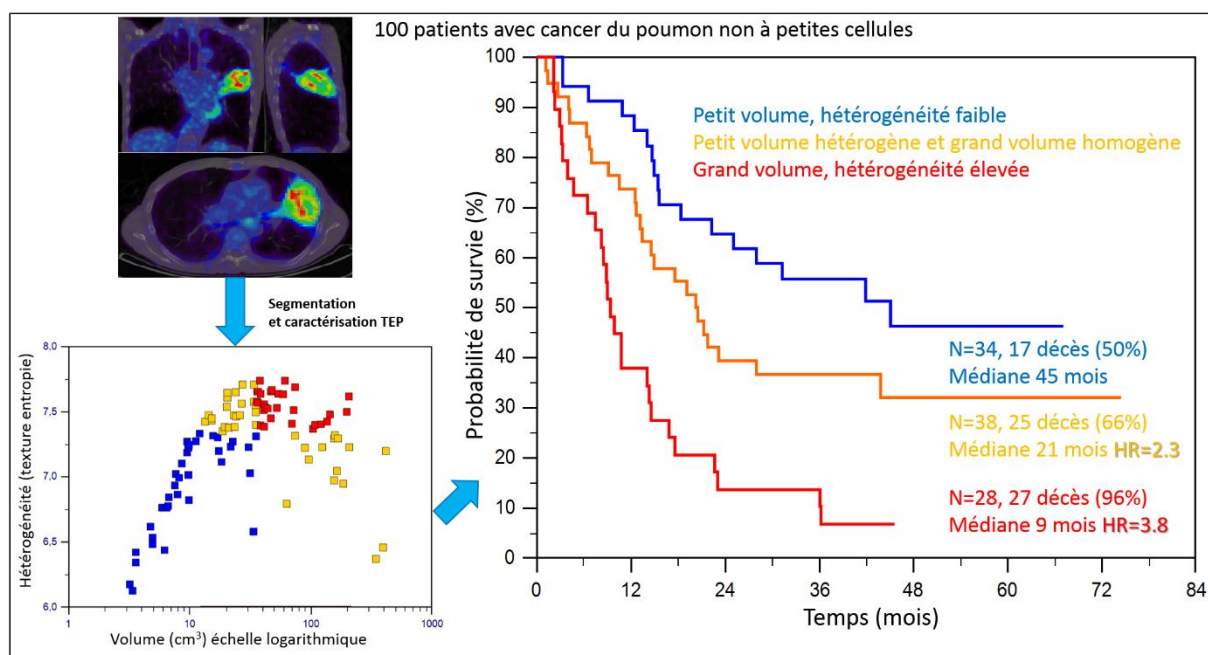 100 patients avec cancer du poumon non à petites cellules
Segmentation
et caractérisation TEP
Hétérogénéité (texture entropie)
8,0
7,5
7.0
6,5
6,0
1
10
100
1000
Volume (cm³) échelle logarithmique
Probabilité de survie (%)
100
90
80
70
60
50
40
30
20
10
0
Petit volume, hétérogénéité faible
Petit volume hétérogène et grand volume homogène
Grand volume, hétérogénéité élevée
N=34, 17 décès (50%)
Médiane 45 mois
N=38, 25 décès (66%)
Médiane 21 mois HR=2.3
N=28, 27 décès (96%)
Médiane 9 mois HR=3.8
0
12
24
36
48
60
72
84
Temps (mois)